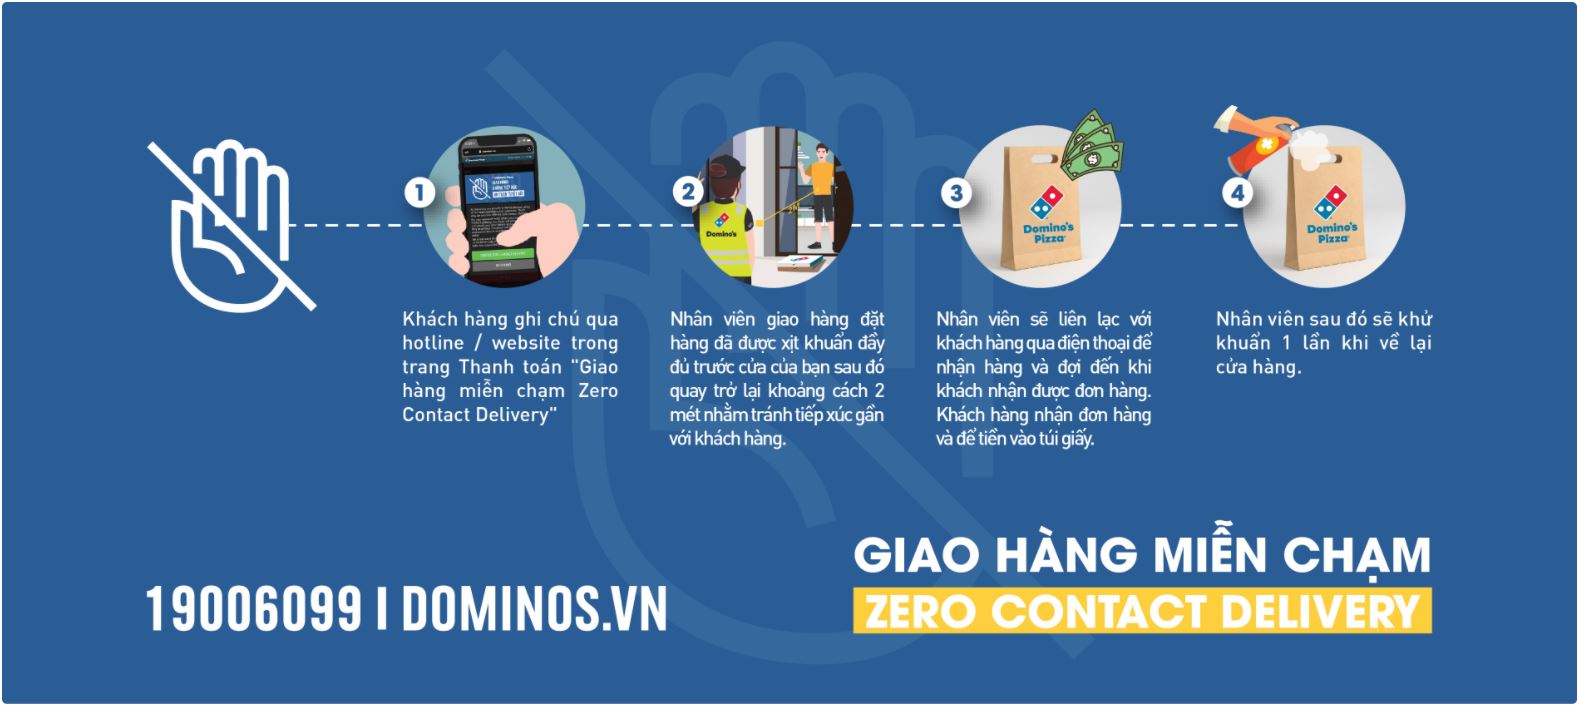 1
Khách hàng ghi chú qua
hotline / website trong
trang Thanh toán "Giao
hàng miễn chạm Zero
Contact Delivery"
2
Domino's
Nhân viên giao hàng đặt
hàng đã được xịt khuẩn đầy
đủ trước cửa của bạn sau đó
quay trở lại khoảng cách 2
mét nhằm tránh tiếp xúc gần
với khách hàng.
3
Domino's
Pizza
Nhân viên sẽ liên lạc với
khách hàng qua điện thoại để
nhận hàng và đợi đến khi
khách nhận được đơn hàng.
Khách hàng nhận đơn hàng
và để tiền vào túi giấy.
4
Domino's
Pizza
Nhân viên sau đó sẽ khử
khuẩn 1 lần khi về lại
cửa hàng.
19006099 I DOMINOS.VN
GIAO HÀNG MIỄN CHẠM
ZERO CONTACT DELIVERY